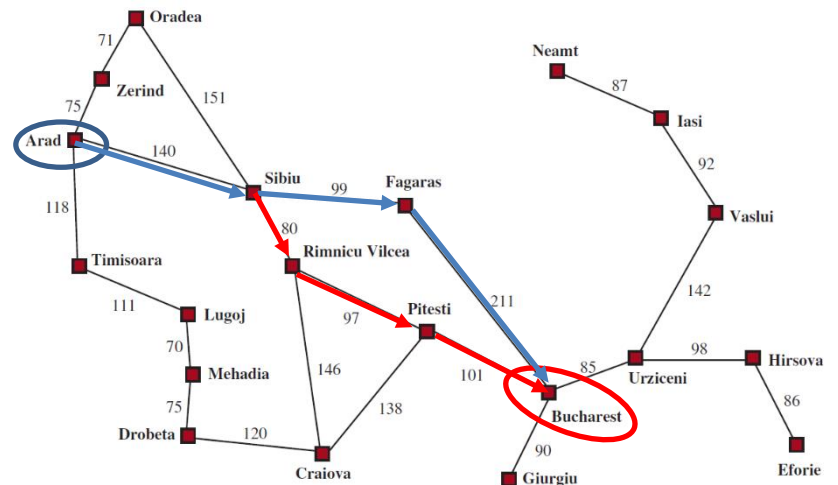 Oradea
71
Neamt
87
Zerind
151
75
Iasi
Arad
140
92
Sibiu
Fagaras
99
118
Vaslui
80
Rimnicu Vilcea
Timisoara
142
111
Pitesti
211
Lugoj
97
70
98
Hirsova
85
Urziceni
146
101
Mehadia
138
86
75
Bucharest
120
Drobeta
90
Eforie
Craiova
Giurgiu